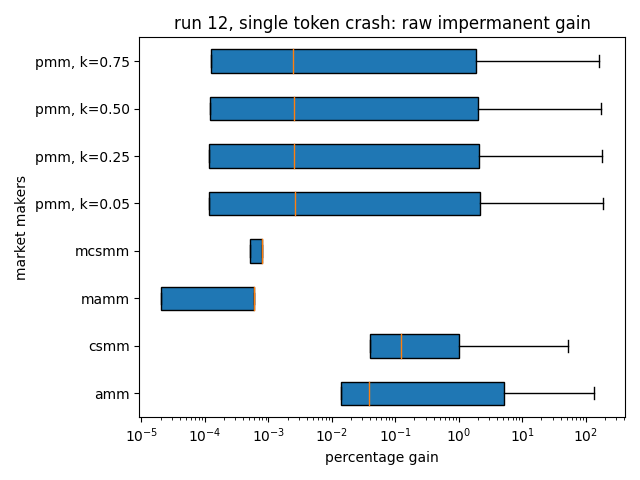 run 12, single token crash: raw impermanent gain
pmm, k=0.75
pmm, k=0.50
pmm, k=0.25
pmm, k=0.05
mcsmm
mamm
csmm
amm
market makers
10⁻⁵ 10⁻⁴ 10⁻³ 10⁻² 10⁻¹ 10⁰ 10¹ 10²
percentage gain